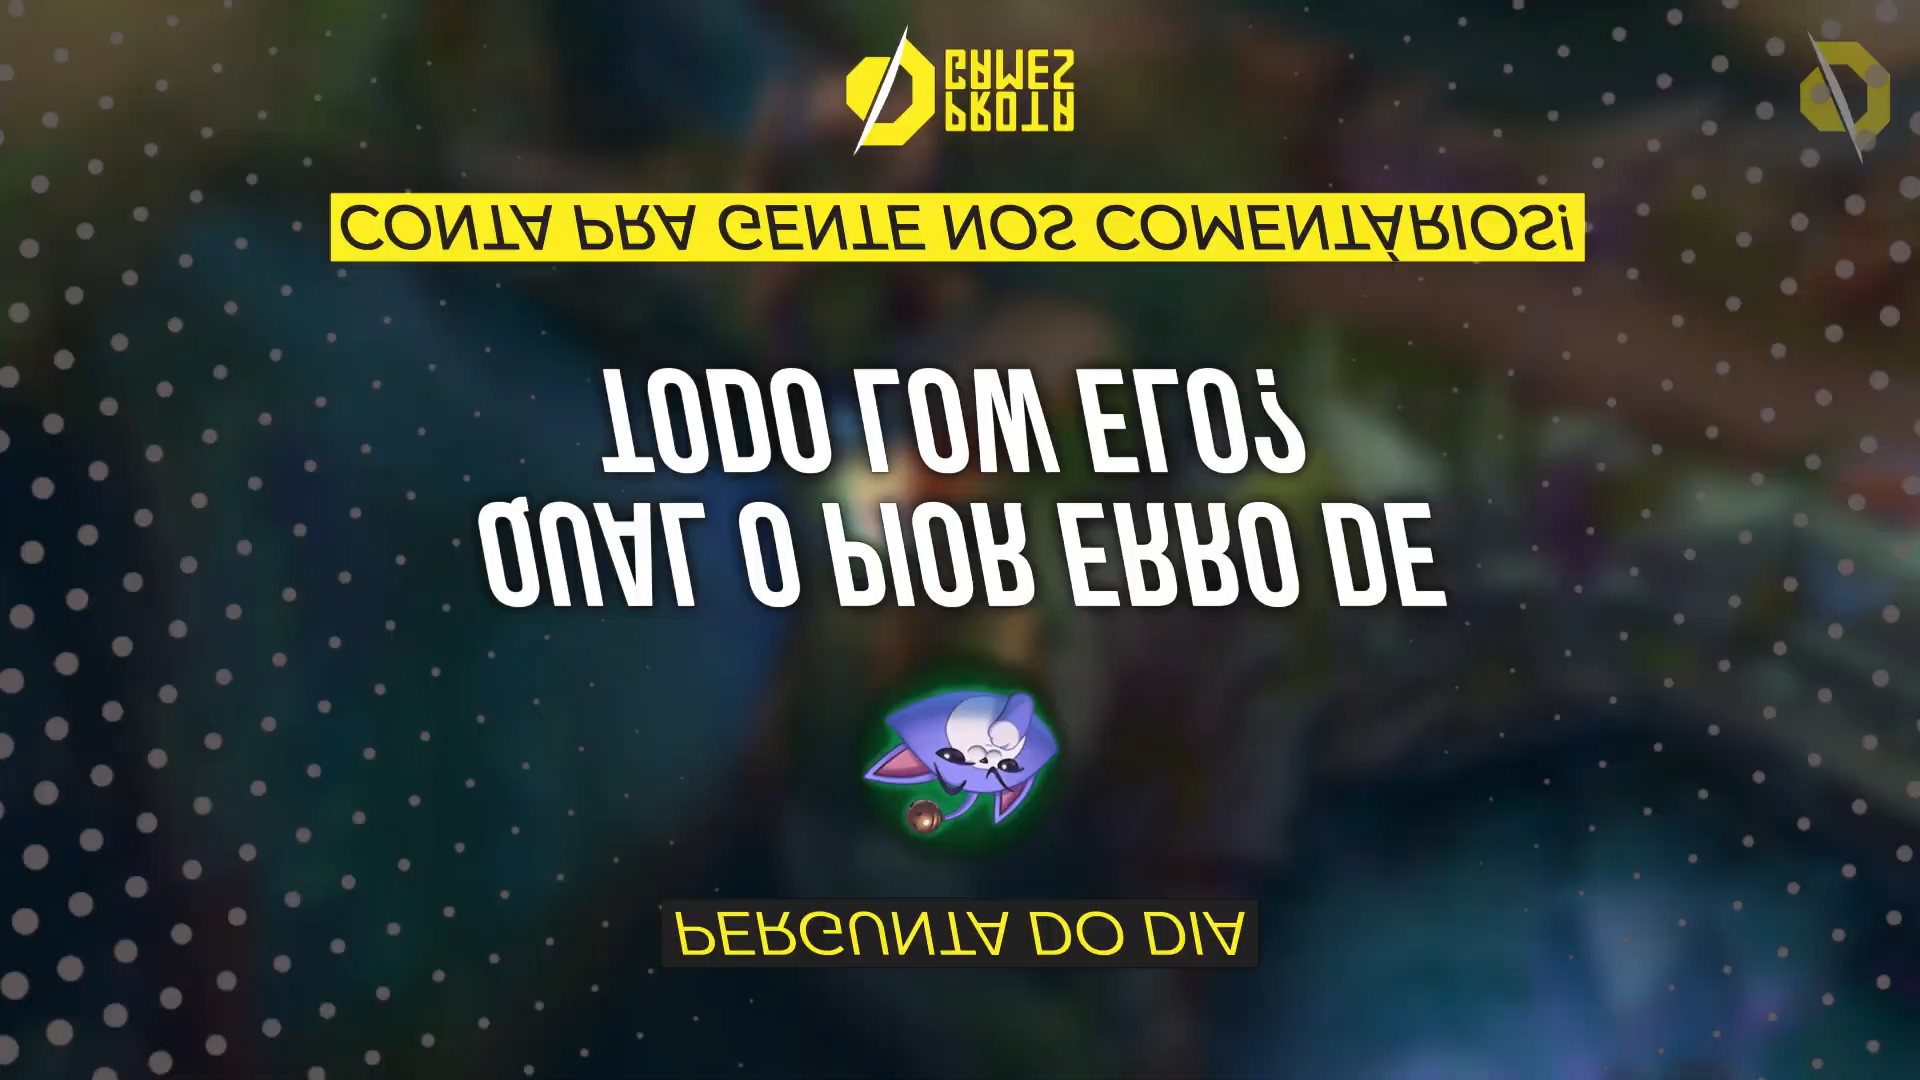 PERGUNTA DO DIA
QUAL O PIOR ERRO DE
TODO LOW ELO?
CONTA PRA GENTE NOS COMENTÁRIOS!
PROTA
GAMES